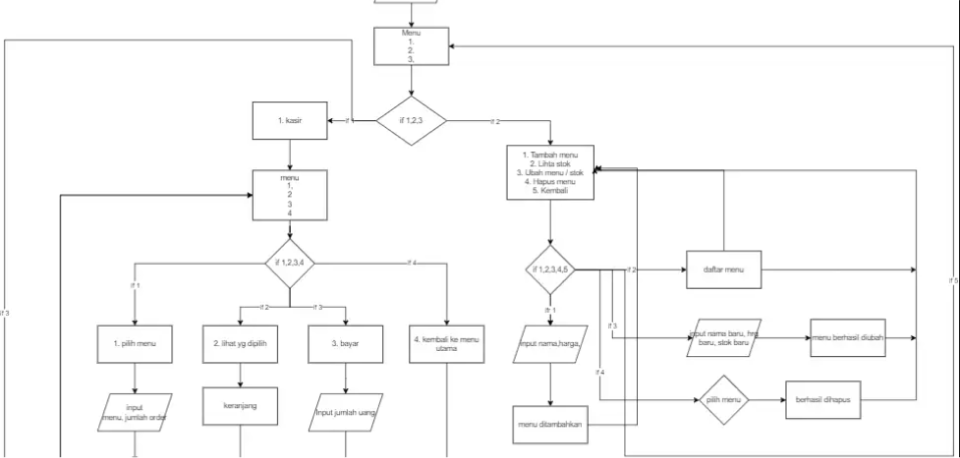 Menu
1.
2.
3.
if 1,2,3
if 1
if 2
1. kasir
menu
1,
2
3
4
if 1,2,3,4
if 1
if 2
if 3
if 4
1. pilih menu
2. lihat yg dipilih
3. bayar
4. kembali ke menu
utama
input
menu, jumlah order
keranjang
Input jumlah uang
if 3
1. Tambah menu
2. Lihta stok
3. Ubah menu / stok
4. Hapus menu
5. Kembali
if 1,2,3,4,5
if 1
if 2
if 3
if 4
if 5
daftar menu
input nama,harga,
input nama baru, hrg
baru, stok baru
menu berhasil diubah
pilih menu
berhasil dihapus
menu ditambahkan